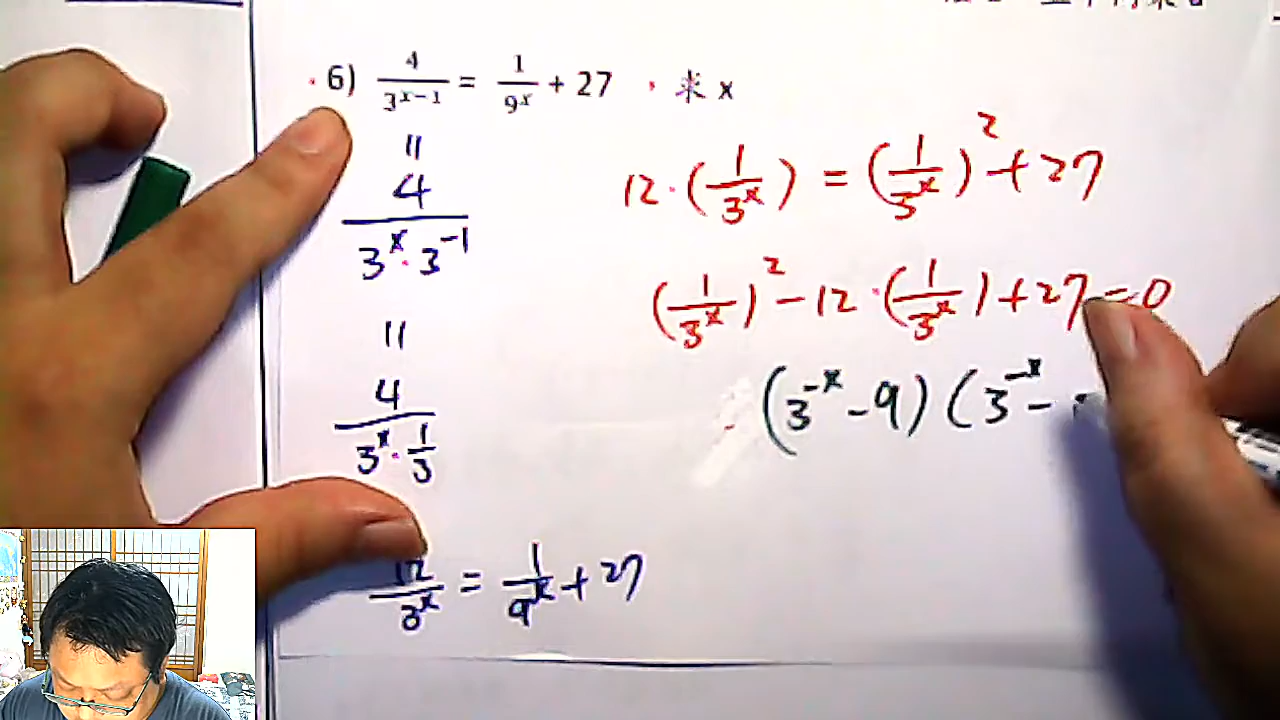 6) 4/3^(x-1) = 1/9^x + 27 ，求 x
"
4
3^x · 3^-1
"
4
3^x · 1/3
12/3^x = 1/9^x + 27
12 · (1/3^x) = (1/3^x)^2 + 27
(1/3^x)^2 - 12 · (1/3^x) + 27 = 0
(3^-x - 9) (3^-x -